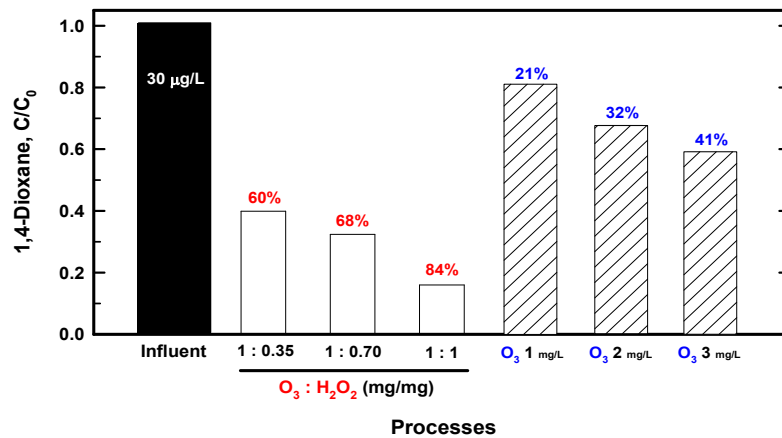 1,4-Dioxane, C/C₀
1.0
0.8
0.6
0.4
0.2
0.0
30 μg/L
60%
68%
84%
21%
32%
41%
Influent
1 : 0.35
1 : 0.70
1 : 1
O₃ 1 mg/L
O₃ 2 mg/L
O₃ 3 mg/L
O₃ : H₂O₂ (mg/mg)
Processes